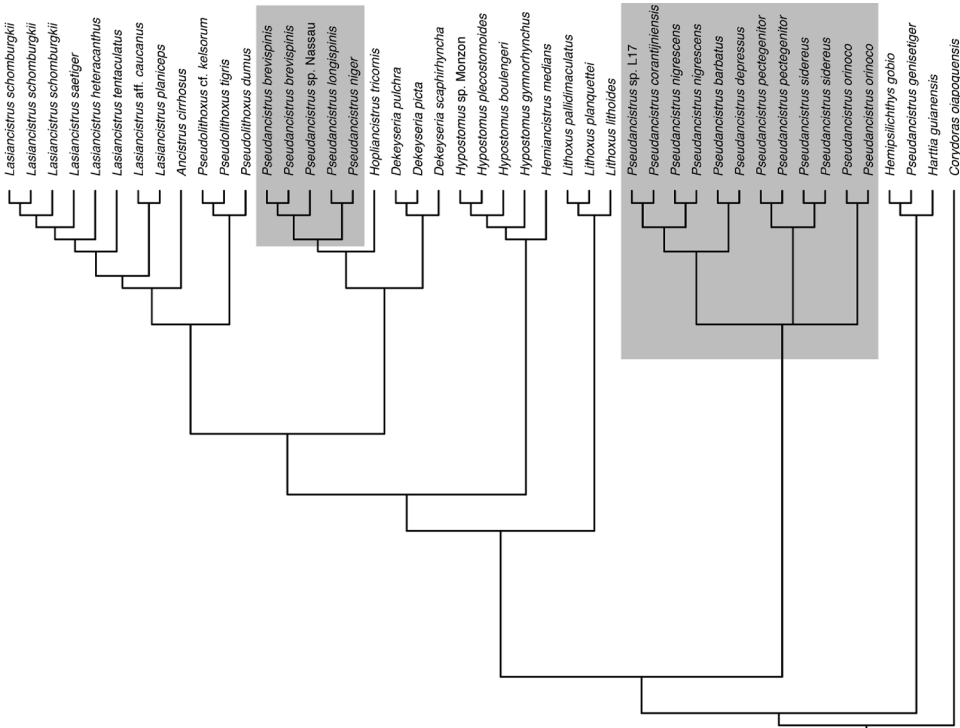 Lasiancistrus schomburgkii
Lasiancistrus schomburgkii
Lasiancistrus schomburgkii
Lasiancistrus saetiger
Lasiancistrus heteracanthus
Lasiancistrus tentaculatus
Lasiancistrus aff. caucanus
Lasiancistrus planiceps
Ancistrus cirrhosus
Pseudolithoxus cf. kelsorum
Pseudolithoxus tigris
Pseudolithoxus dumus
Pseudancistrus brevispinis
Pseudancistrus brevispinis
Pseudancistrus sp. Nassau
Pseudancistrus longispinis
Pseudancistrus niger
Hopliancistrus tricornis
Dekeyseria pulchra
Dekeyseria picta
Dekeyseria scaphirhyncha
Hypostomus sp. Monzon
Hypostomus plecostomoides
Hypostomus boulengeri
Hypostomus gymnorhynchus
Hemiancistrus medians
Lithoxus pallidimaculatus
Lithoxus planquettei
Lithoxus lithoides
Pseudancistrus sp. L17
Pseudancistrus corantijniensis
Pseudancistrus nigrescens
Pseudancistrus nigrescens
Pseudancistrus barbatus
Pseudancistrus depressus
Pseudancistrus pectegenitor
Pseudancistrus pectegenitor
Pseudancistrus sidereus
Pseudancistrus sidereus
Pseudancistrus orinoco
Pseudancistrus orinoco
Hemipsilichthys gobio
Pseudancistrus genisetiger
Harttia guianensis
Corydoras oiapoquensis